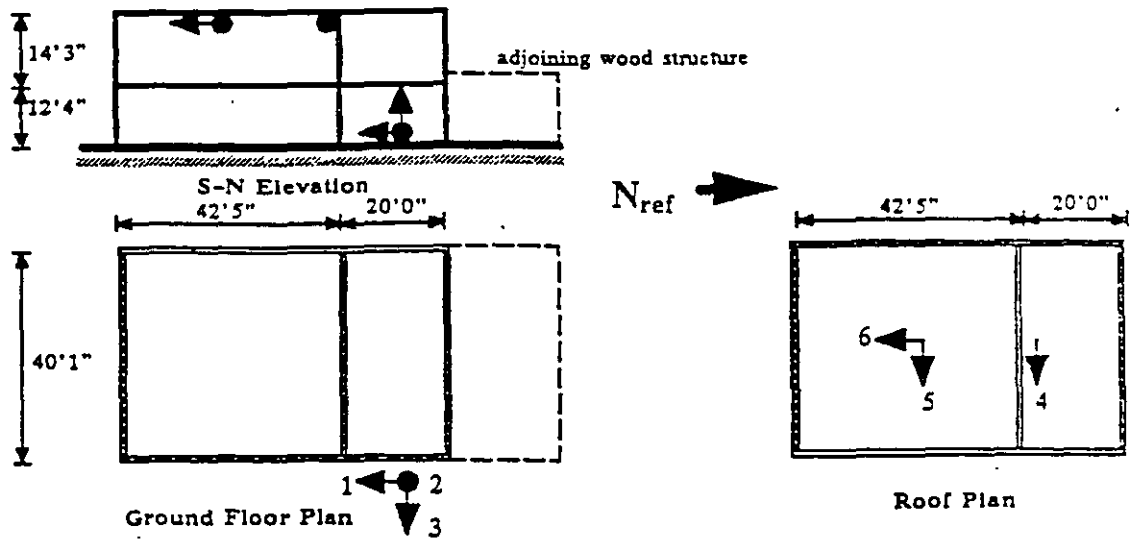 14'3"
adjoining wood structure
12'4"
S-N Elevation
42'5" 20'0"
N_ref
42'5" 20'0"
40'1"
6
5 4
1 2
3
Ground Floor Plan
Roof Plan